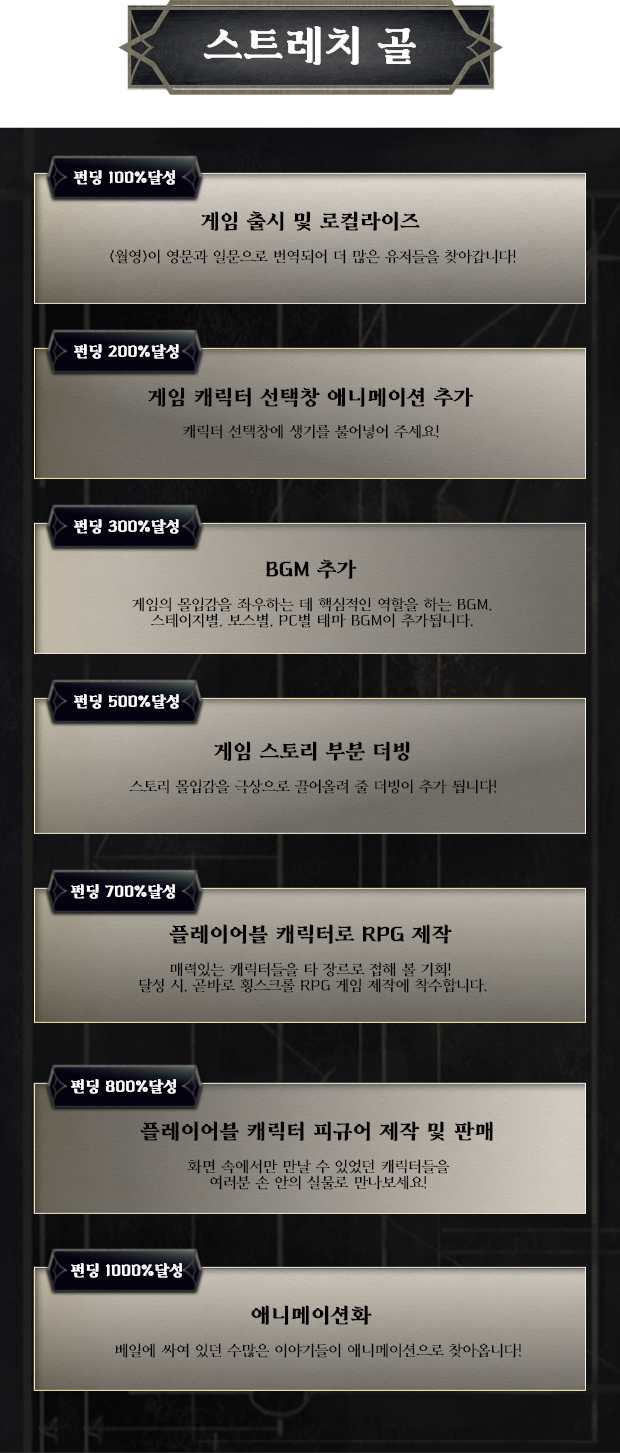 스트레치 골
펀딩 100%달성
게임 출시 및 로컬라이즈
《월영》이 영문과 일문으로 번역되어 더 많은 유저들을 찾아갑니다!
펀딩 200%달성
게임 캐릭터 선택창 애니메이션 추가
캐릭터 선택창에 생기를 불어넣어 주세요!
펀딩 300%달성
BGM 추가
게임의 몰입감을 좌우하는 데 핵심적인 역할을 하는 BGM.
스테이지별, 보스별, PC별 테마 BGM이 추가됩니다.
펀딩 500%달성
게임 스토리 부분 더빙
스토리 몰입감을 극상으로 끌어올려 줄 더빙이 추가 됩니다!
펀딩 700%달성
플레이어블 캐릭터로 RPG 제작
매력있는 캐릭터들을 타 장르로 접해 볼 기회!
달성 시, 곧바로 횡스크롤 RPG 게임 제작에 착수합니다.
펀딩 800%달성
플레이어블 캐릭터 피규어 제작 및 판매
화면 속에서만 만날 수 있었던 캐릭터들을
여러분 손 안의 실물로 만나보세요!
펀딩 1000%달성
애니메이션화
베일에 싸여 있던 수많은 이야기들이 애니메이션으로 찾아옵니다!